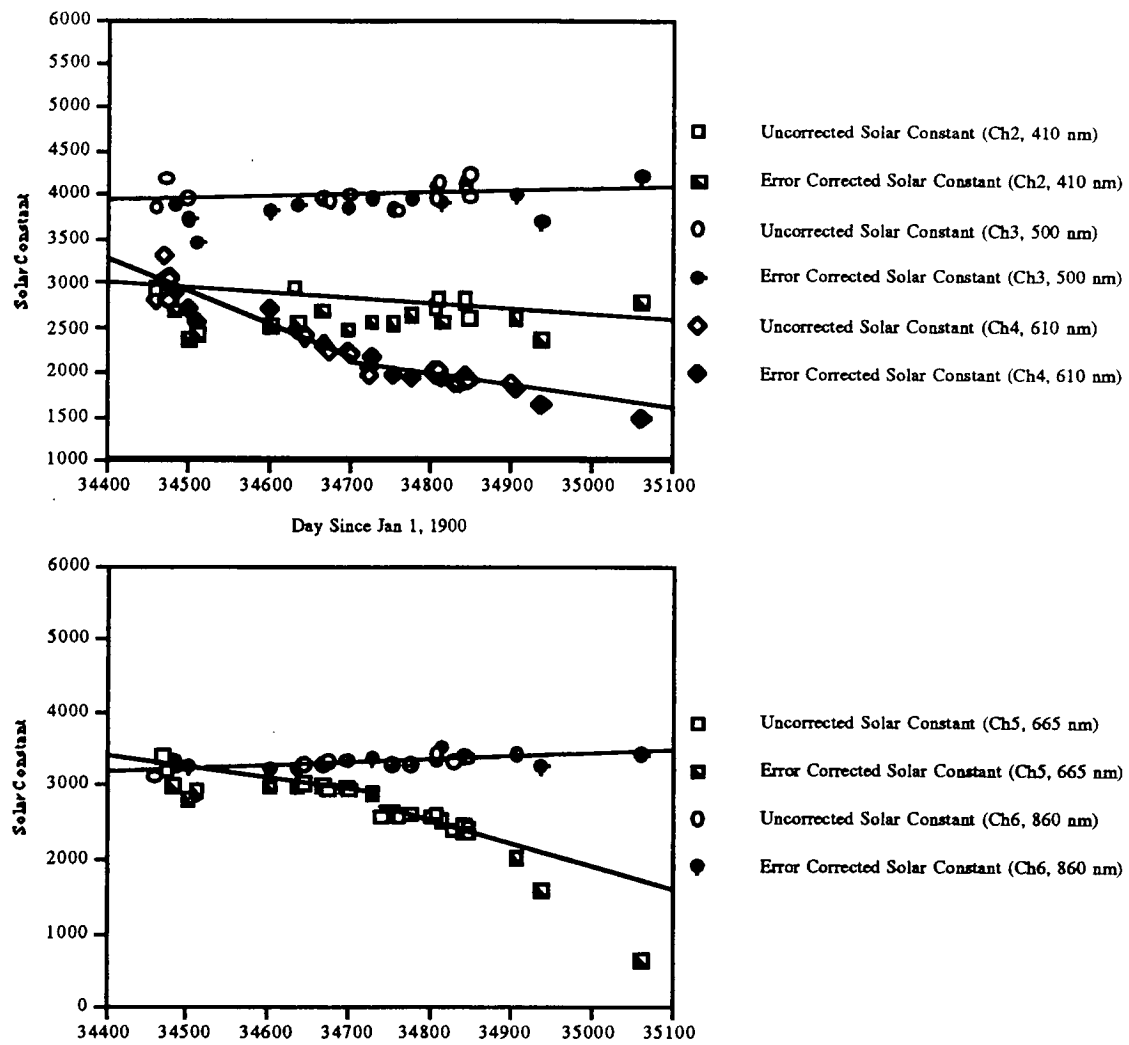 6000
5500
5000
4500
4000
3500
3000
2500
2000
1500
1000
Solar Constant
34400 34500 34600 34700 34800 34900 35000 35100
Day Since Jan 1, 1900
Uncorrected Solar Constant (Ch2, 410 nm)
Error Corrected Solar Constant (Ch2, 410 nm)
Uncorrected Solar Constant (Ch3, 500 nm)
Error Corrected Solar Constant (Ch3, 500 nm)
Uncorrected Solar Constant (Ch4, 610 nm)
Error Corrected Solar Constant (Ch4, 610 nm)
6000
5000
4000
3000
2000
1000
0
Solar Constant
34400 34500 34600 34700 34800 34900 35000 35100
Uncorrected Solar Constant (Ch5, 665 nm)
Error Corrected Solar Constant (Ch5, 665 nm)
Uncorrected Solar Constant (Ch6, 860 nm)
Error Corrected Solar Constant (Ch6, 860 nm)